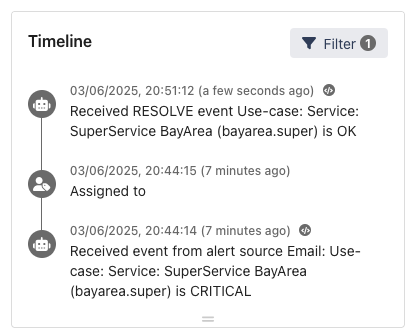 Timeline
Filter 1
03/06/2025, 20:51:12 (a few seconds ago)
Received RESOLVE event Use-case: Service:
SuperService BayArea (bayarea.super) is OK
03/06/2025, 20:44:15 (7 minutes ago)
Assigned to
03/06/2025, 20:44:14 (7 minutes ago)
Received event from alert source Email: Use-
case: Service: SuperService BayArea
(bayarea.super) is CRITICAL